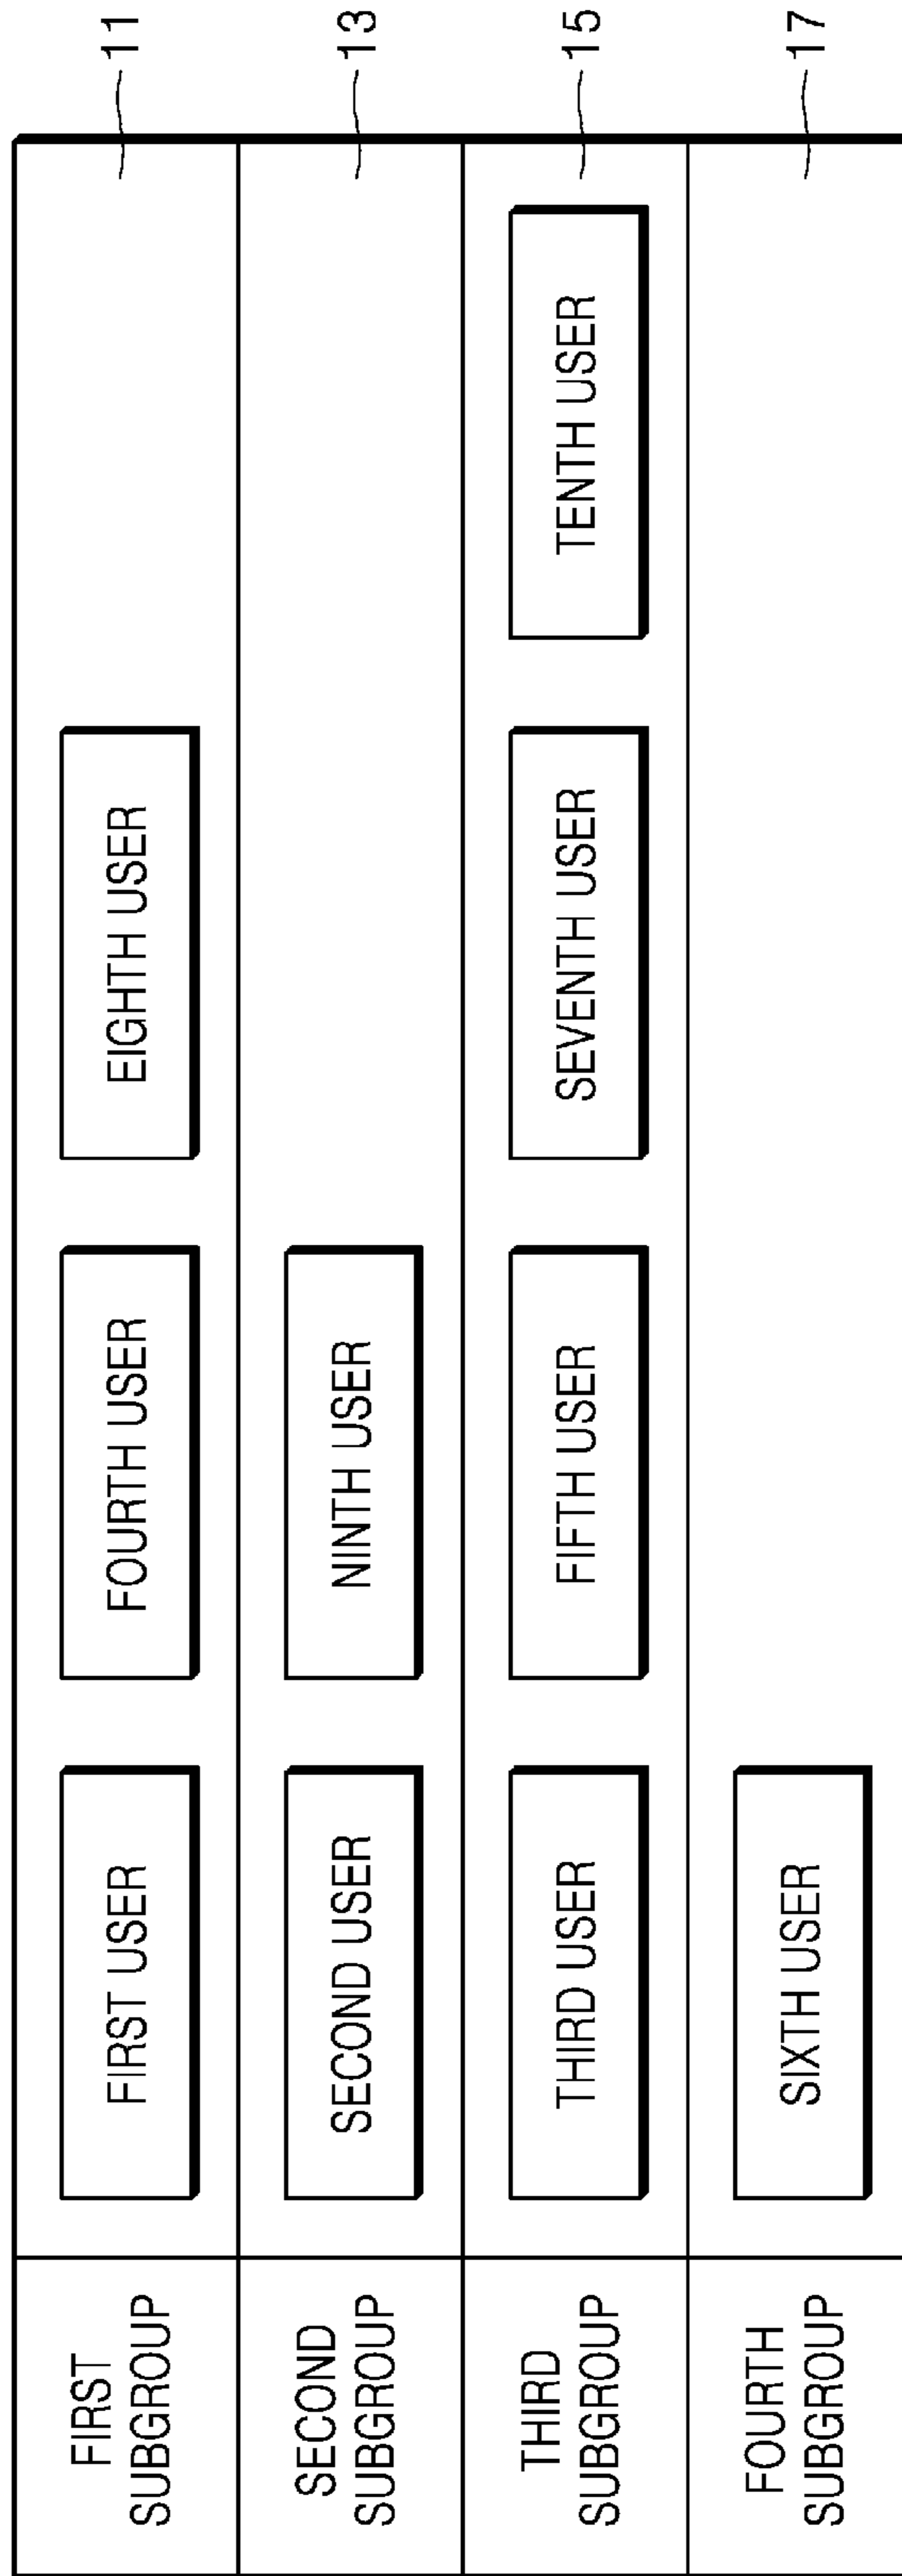 FIRST
SUBGROUP
FIRST USER
FOURTH USER
EIGHTH USER
11
SECOND
SUBGROUP
SECOND USER
NINTH USER
13
THIRD
SUBGROUP
THIRD USER
FIFTH USER
SEVENTH USER
TENTH USER
15
FOURTH
SUBGROUP
SIXTH USER
17